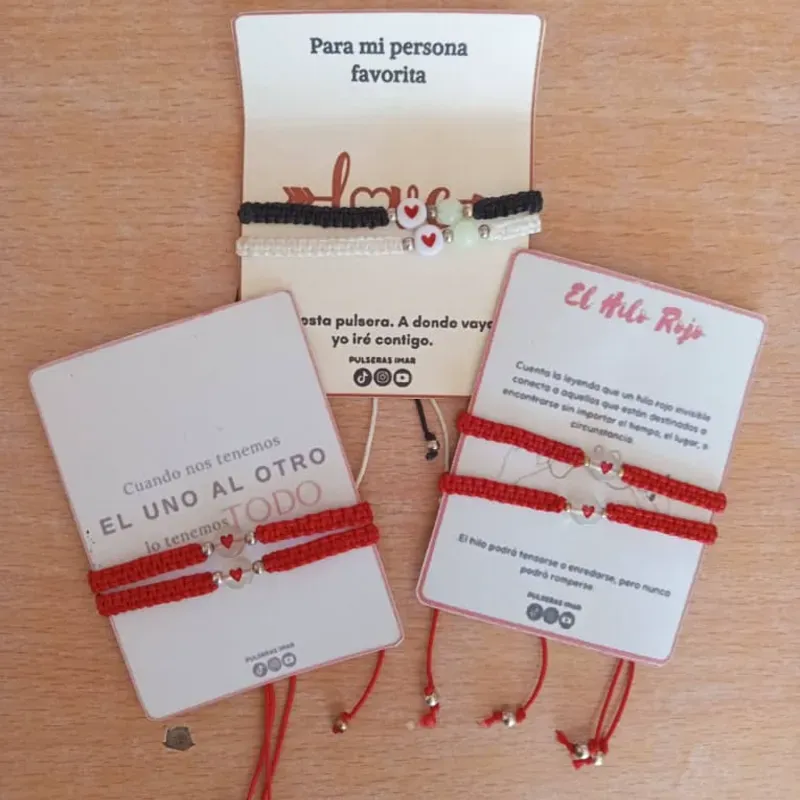 Para mi persona
favorita
love
osta pulsera. A donde vaya
yo iré contigo.
PULSERAS IMAR
Cuando nos tenemos
EL UNO AL OTRO
lo tenemos TODO
PULSERAS IMAR
El Hilo Rojo
Cuenta la leyenda que un hilo rojo invisible
conecta a aquellos que están destinados a
encontrarse sin importar el tiempo, el lugar, o
circunstancia.
El hilo podrá tensarse o enredarse, pero nunca
podrá romperse.
PULSERAS IMAR